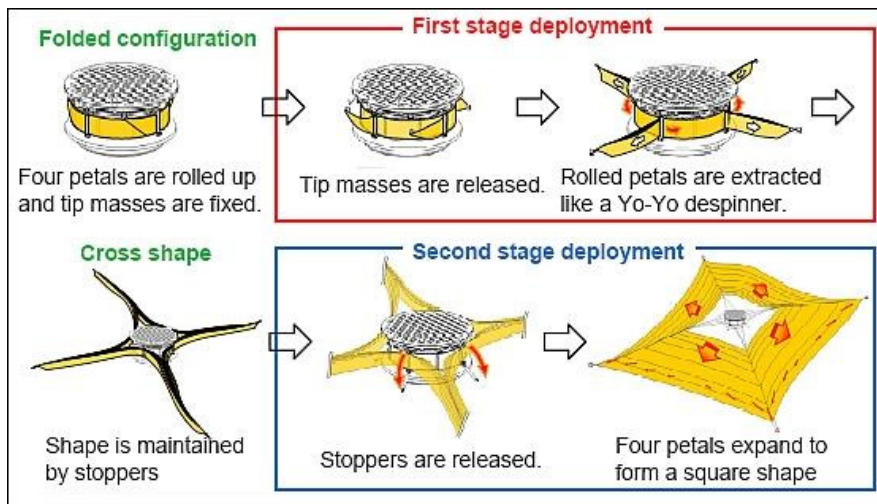 Folded configuration
First stage deployment
Four petals are rolled up
and tip masses are fixed.
Tip masses are released.
Rolled petals are extracted
like a Yo-Yo despinner.
Cross shape
Second stage deployment
Shape is maintained
by stoppers
Stoppers are released.
Four petals expand to
form a square shape